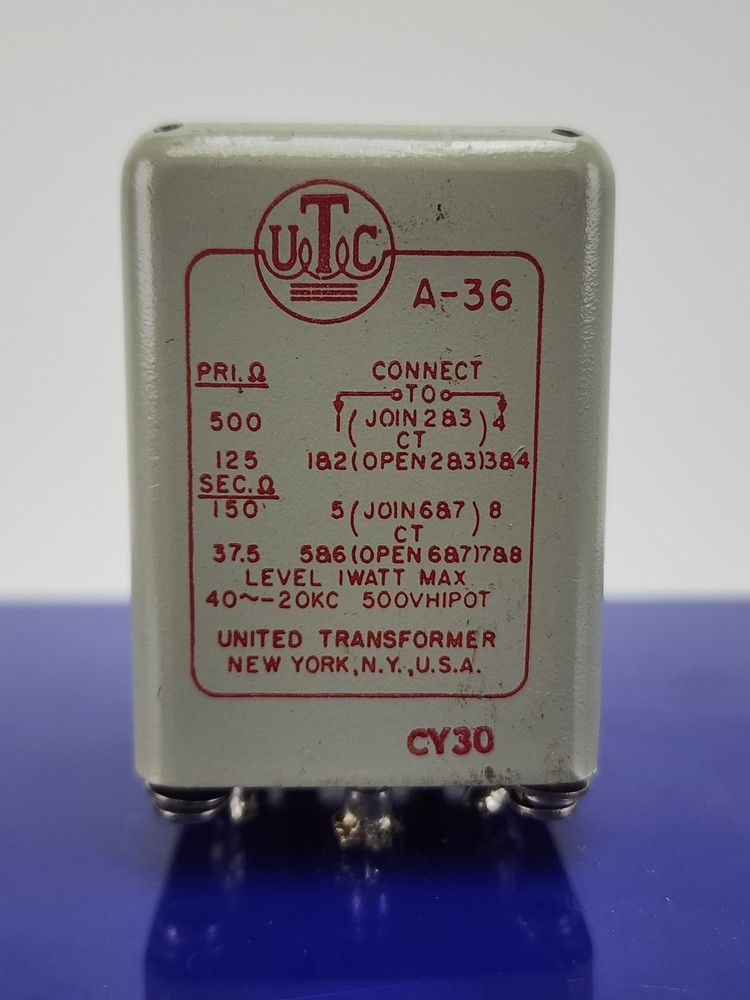 UTC
A-36
PRI. Ω CONNECT
TO
500 1 (JOIN 2&3) 4
CT
125 1&2 (OPEN 2&3) 3&4
SEC. Ω
150 5 (JOIN 6&7) 8
CT
37.5 5&6 (OPEN 6&7) 7&8
LEVEL 1WATT MAX
40~-20KC 500VHIPOT
UNITED TRANSFORMER
NEW YORK, N.Y., U.S.A.
CY30